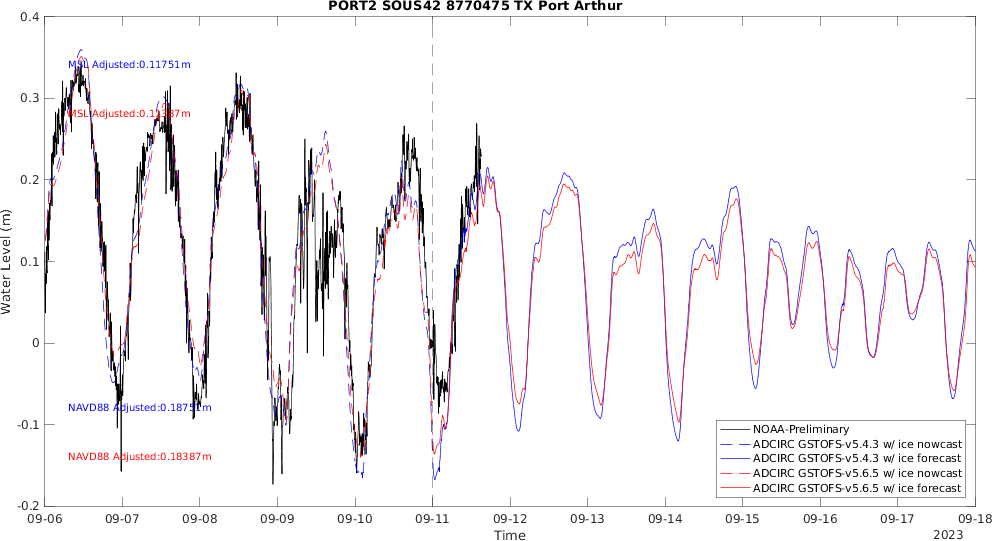 PORT2 SOUS42 8770475 TX Port Arthur
0.4
0.3
0.2
0.1
0
-0.1
-0.2
Water Level (m)
MSL Adjusted:0.11751m
NAVD88 Adjusted:0.18751m
NAVD88 Adjusted:0.18387m
NOAA-Preliminary
ADCIRC GSTOFS-v5.4.3 w/ ice nowcast
ADCIRC GSTOFS-v5.4.3 w/ ice forecast
ADCIRC GSTOFS-v5.6.5 w/ ice nowcast
ADCIRC GSTOFS-v5.6.5 w/ ice forecast
09-06 09-07 09-08 09-09 09-10 09-11 09-12 09-13 09-14 09-15 09-16 09-17 09-18
Time
2023